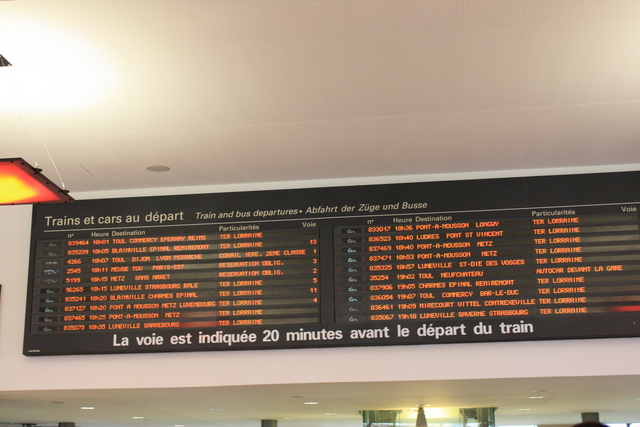 Trains et cars au départ Train and bus departures • Abfahrt der Züge und Busse
n° Heure Destination Particularités Voie
839464 18h01 TOUL COMMERCY EPERNAY REIMS TER LORRAINE 13
835239 18h05 BLAINVILLE EPINAL REMIREMONT TER LORRAINE
4266 18h07 TOUL DIJON LYON PERRACHE CORAIL 1ERE, 2EME CLASSE 1
2545 18h11 MEUSE TGV PARIS-EST RESERVATION OBLIG. 3
5199 18h15 METZ SANS ARRET RESERVATION OBLIG. 2
18h15 LUNEVILLE STRASBOURG BALE TER LORRAINE 5
835241 18h20 BLAINVILLE CHARMES EPINAL TER LORRAINE 11
837127 18h20 PONT A MOUSSON METZ LUXEMBOURG TER LORRAINE 4
837465 18h25 PONT-A-MOUSSON METZ TER LORRAINE
835073 18h35 LUNEVILLE SARREBOURG TER LORRAINE
n° Heure Destination Particularités Voie
833017 18h36 PONT-A-MOUSSON LONGUY TER LORRAINE
836523 18h40 LUDRES PONT ST VINCENT TER LORRAINE
837469 18h40 PONT-A-MOUSSON METZ TER LORRAINE
837471 18h53 PONT-A-MOUSSON METZ TER LORRAINE
835325 18h57 LUNEVILLE ST-DIE DES VOSGES TER LORRAINE
35254 19h02 TOUL NEUFCHATEAU AUTOCAR DEVANT LA GARE
837906 19h05 CHARMES EPINAL REMIREMONT TER LORRAINE
836054 19h07 TOUL COMMERCY BAR-LE-DUC TER LORRAINE
836461 19h09 MIRECOURT VITTEL CONTREXEVILLE TER LORRAINE
835067 19h10 LUNEVILLE SAVERNE STRASBOURG TER LORRAINE
La voie est indiquée 20 minutes avant le départ du train